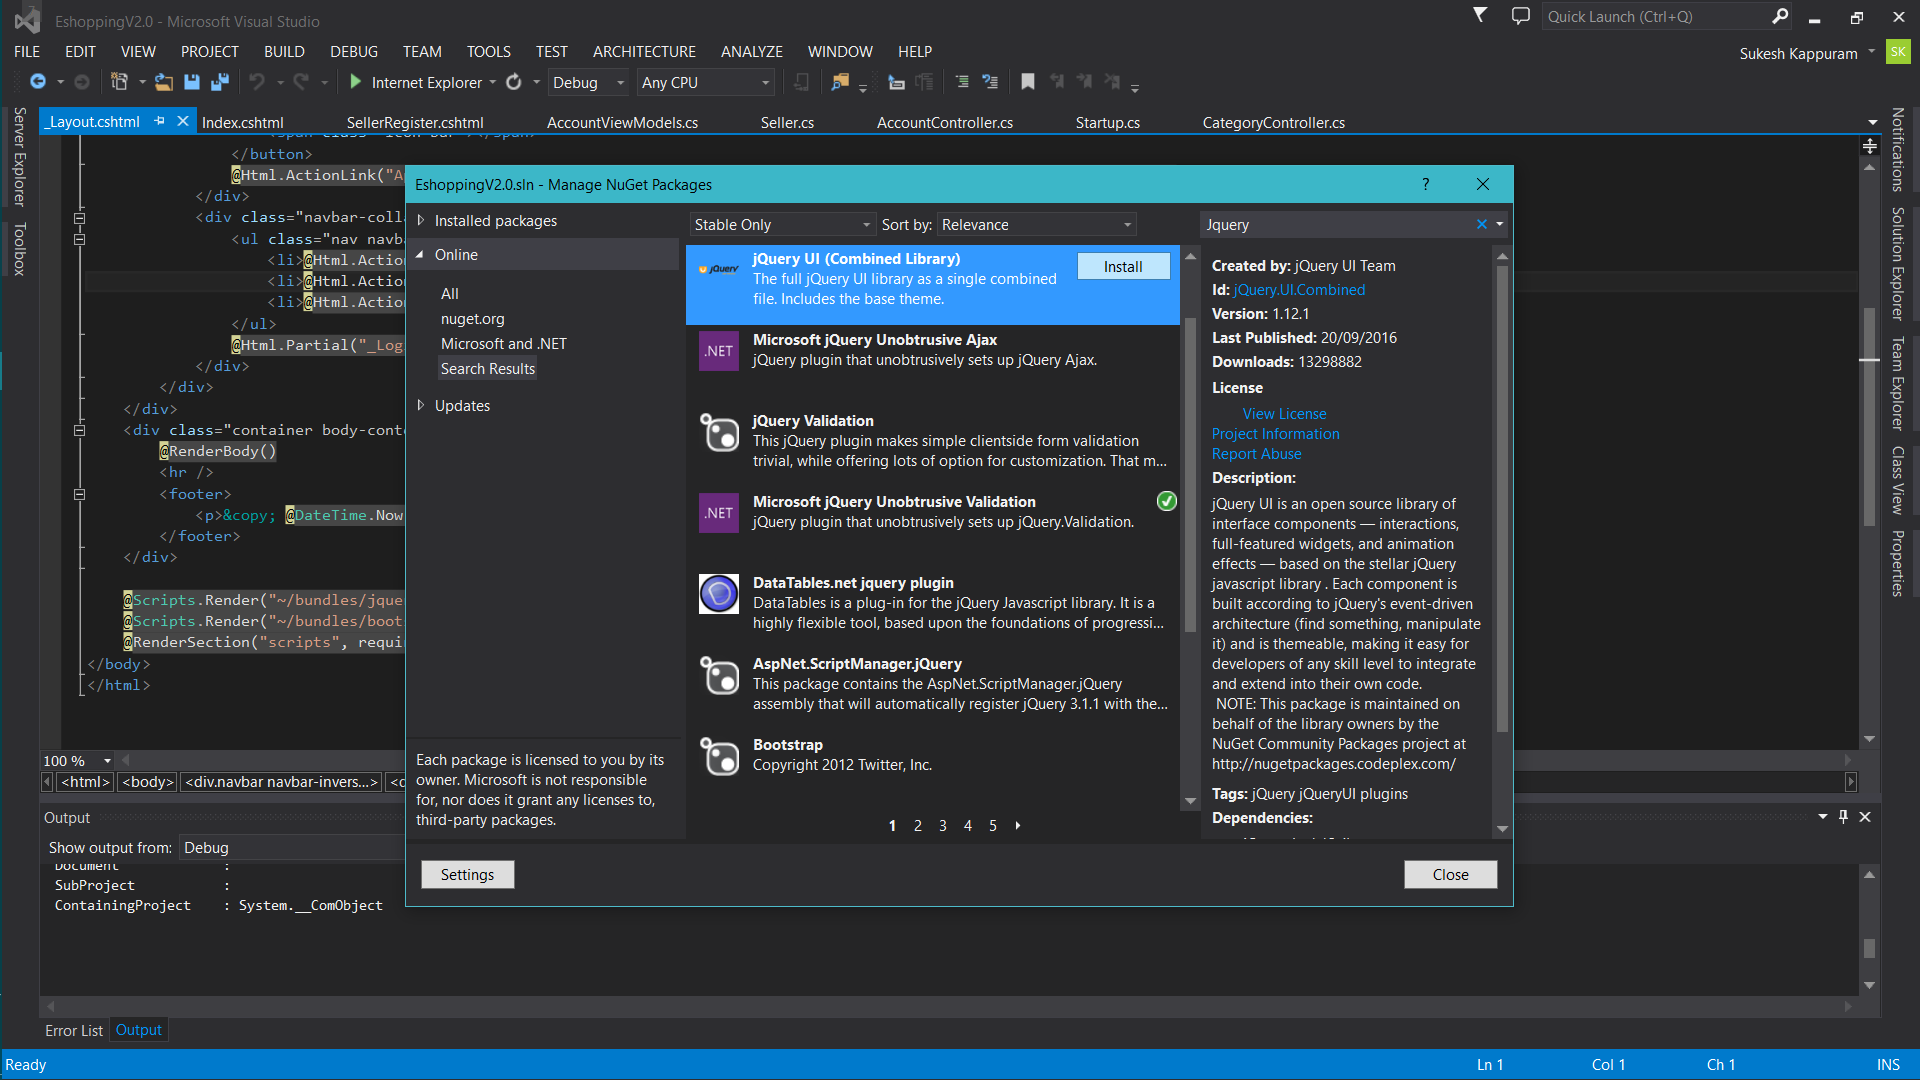 EshoppingV2.0 - Microsoft Visual Studio
Quick Launch (Ctrl+Q)
FILE EDIT VIEW PROJECT BUILD DEBUG TEAM TOOLS TEST ARCHITECTURE ANALYZE WINDOW HELP
Sukesh Kappuram SK
Internet Explorer Debug Any CPU
_Layout.cshtml Index.cshtml SellerRegister.cshtml AccountViewModels.cs Seller.cs AccountController.cs Startup.cs CategoryController.cs
Server Explorer
Toolbox
</button>
@Html.ActionLink("A
</div>
<div class="navbar-coll
<ul class="nav navba
<li>@Html.Action
<li>@Html.Action
<li>@Html.Action
</ul>
@Html.Partial("_Log
</div>
</div>
</div>
<div class="container body-conte
@RenderBody()
<hr />
<footer>
<p>&copy; @DateTime.Now
</footer>
</div>
@Scripts.Render("~/bundles/jque
@Scripts.Render("~/bundles/boot
@RenderSection("scripts", requi
</body>
</html>
100 %
<html> <body> <div.navbar navbar-invers...>
EshoppingV2.0.sln - Manage NuGet Packages ?
Installed packages
Online
All
nuget.org
Microsoft and .NET
Search Results
Updates
Each package is licensed to you by its
owner. Microsoft is not responsible
for, nor does it grant any licenses to,
third-party packages.
Settings
Stable Only Sort by: Relevance
jQuery
jQuery UI (Combined Library)
Install
The full jQuery UI library as a single combined
file. Includes the base theme.
.NET
Microsoft jQuery Unobtrusive Ajax
jQuery plugin that unobtrusively sets up jQuery Ajax.
jQuery Validation
This jQuery plugin makes simple clientside form validation
trivial, while offering lots of option for customization. That m...
.NET
Microsoft jQuery Unobtrusive Validation
jQuery plugin that unobtrusively sets up jQuery.Validation.
DataTables.net jquery plugin
DataTables is a plug-in for the jQuery Javascript library. It is a
highly flexible tool, based upon the foundations of progressi...
AspNet.ScriptManager.jQuery
This package contains the AspNet.ScriptManager.jQuery
assembly that will automatically register jQuery 3.1.1 with the...
Bootstrap
Copyright 2012 Twitter, Inc.
1 2 3 4 5
Jquery
Created by: jQuery UI Team
Id: jQuery.UI.Combined
Version: 1.12.1
Last Published: 20/09/2016
Downloads: 13298882
License
View License
Project Information
Report Abuse
Description:
jQuery UI is an open source library of
interface components — interactions,
full-featured widgets, and animation
effects — based on the stellar jQuery
javascript library . Each component is
built according to jQuery's event-driven
architecture (find something, manipulate
it) and is themeable, making it easy for
developers of any skill level to integrate
and extend into their own code.
NOTE: This package is maintained on
behalf of the library owners by the
NuGet Community Packages project at
http://nugetpackages.codeplex.com/
Tags: jQuery jQueryUI plugins
Dependencies:
Close
Notifications
Solution Explorer
Team Explorer
Class View
Properties
Output
Show output from: Debug
Document :
SubProject :
ContainingProject : System.__ComObject
Error List Output
Ready Ln 1 Col 1 Ch 1 INS